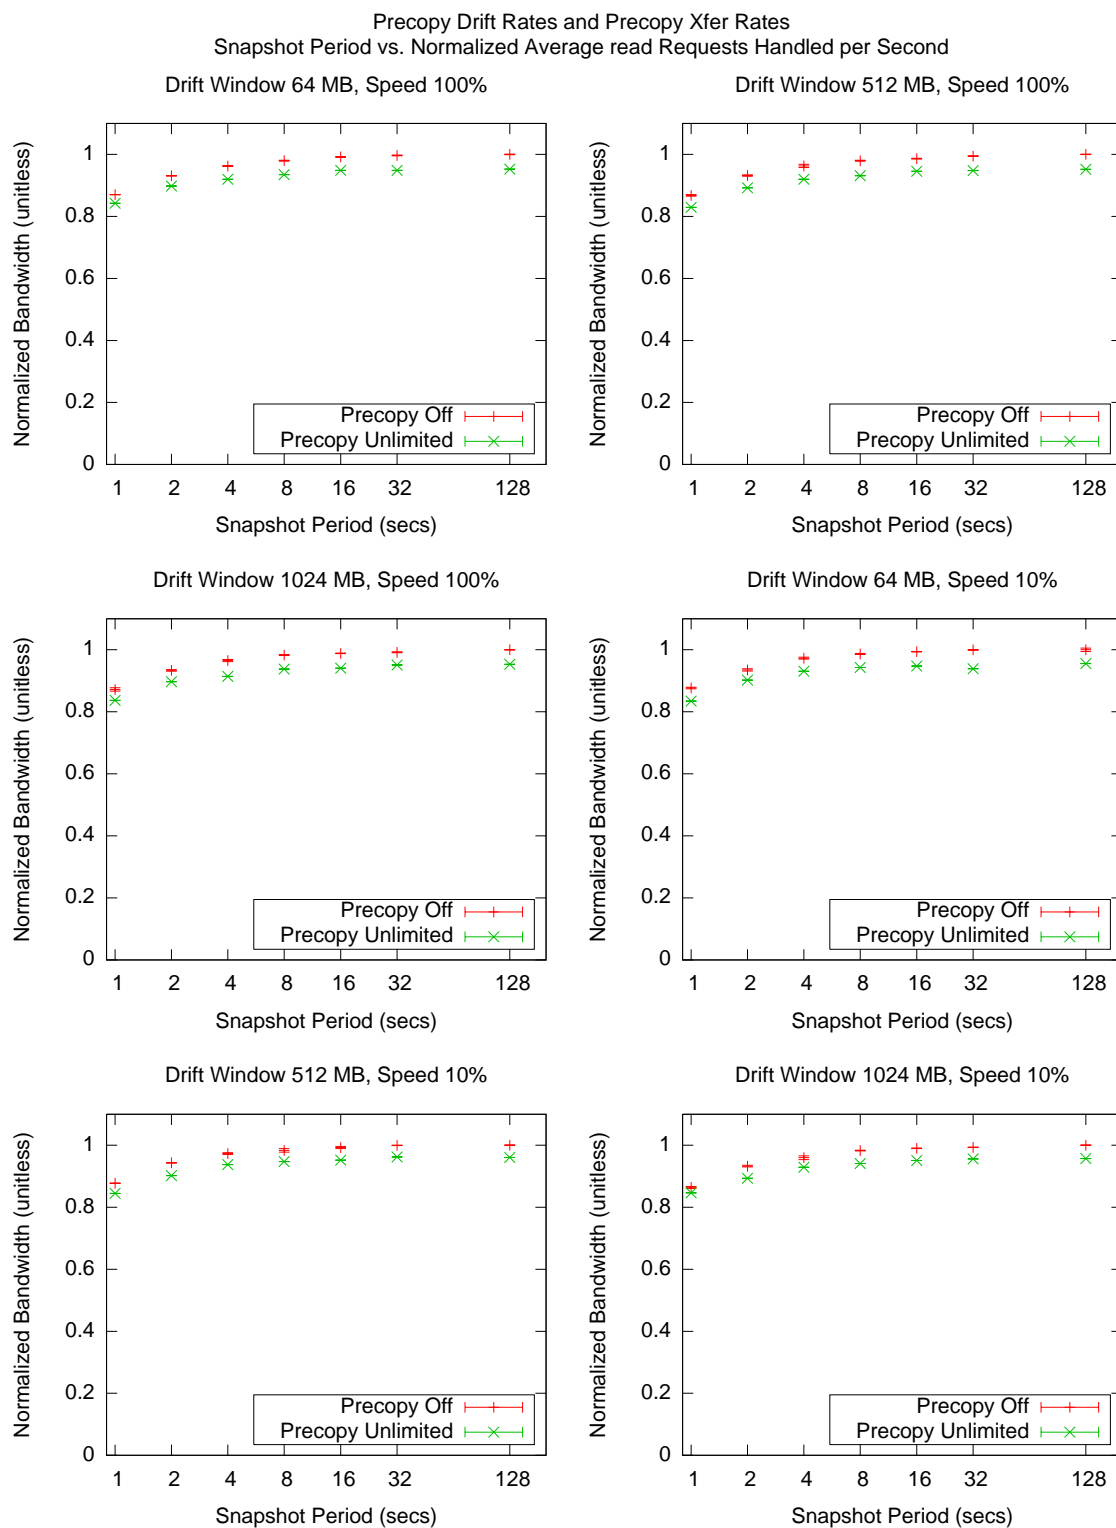 Precopy Drift Rates and Precopy Xfer Rates
Snapshot Period vs. Normalized Average read Requests Handled per Second
Drift Window 64 MB, Speed 100%
Normalized Bandwidth (unitless)
1
0.8
0.6
0.4
0.2
0
Precopy Off
Precopy Unlimited
1 2 4 8 16 32 128
Snapshot Period (secs)
Drift Window 512 MB, Speed 100%
Normalized Bandwidth (unitless)
1
0.8
0.6
0.4
0.2
0
Precopy Off
Precopy Unlimited
1 2 4 8 16 32 128
Snapshot Period (secs)
Drift Window 1024 MB, Speed 100%
Normalized Bandwidth (unitless)
1
0.8
0.6
0.4
0.2
0
Precopy Off
Precopy Unlimited
1 2 4 8 16 32 128
Snapshot Period (secs)
Drift Window 64 MB, Speed 10%
Normalized Bandwidth (unitless)
1
0.8
0.6
0.4
0.2
0
Precopy Off
Precopy Unlimited
1 2 4 8 16 32 128
Snapshot Period (secs)
Drift Window 512 MB, Speed 10%
Normalized Bandwidth (unitless)
1
0.8
0.6
0.4
0.2
0
Precopy Off
Precopy Unlimited
1 2 4 8 16 32 128
Snapshot Period (secs)
Drift Window 1024 MB, Speed 10%
Normalized Bandwidth (unitless)
1
0.8
0.6
0.4
0.2
0
Precopy Off
Precopy Unlimited
1 2 4 8 16 32 128
Snapshot Period (secs)